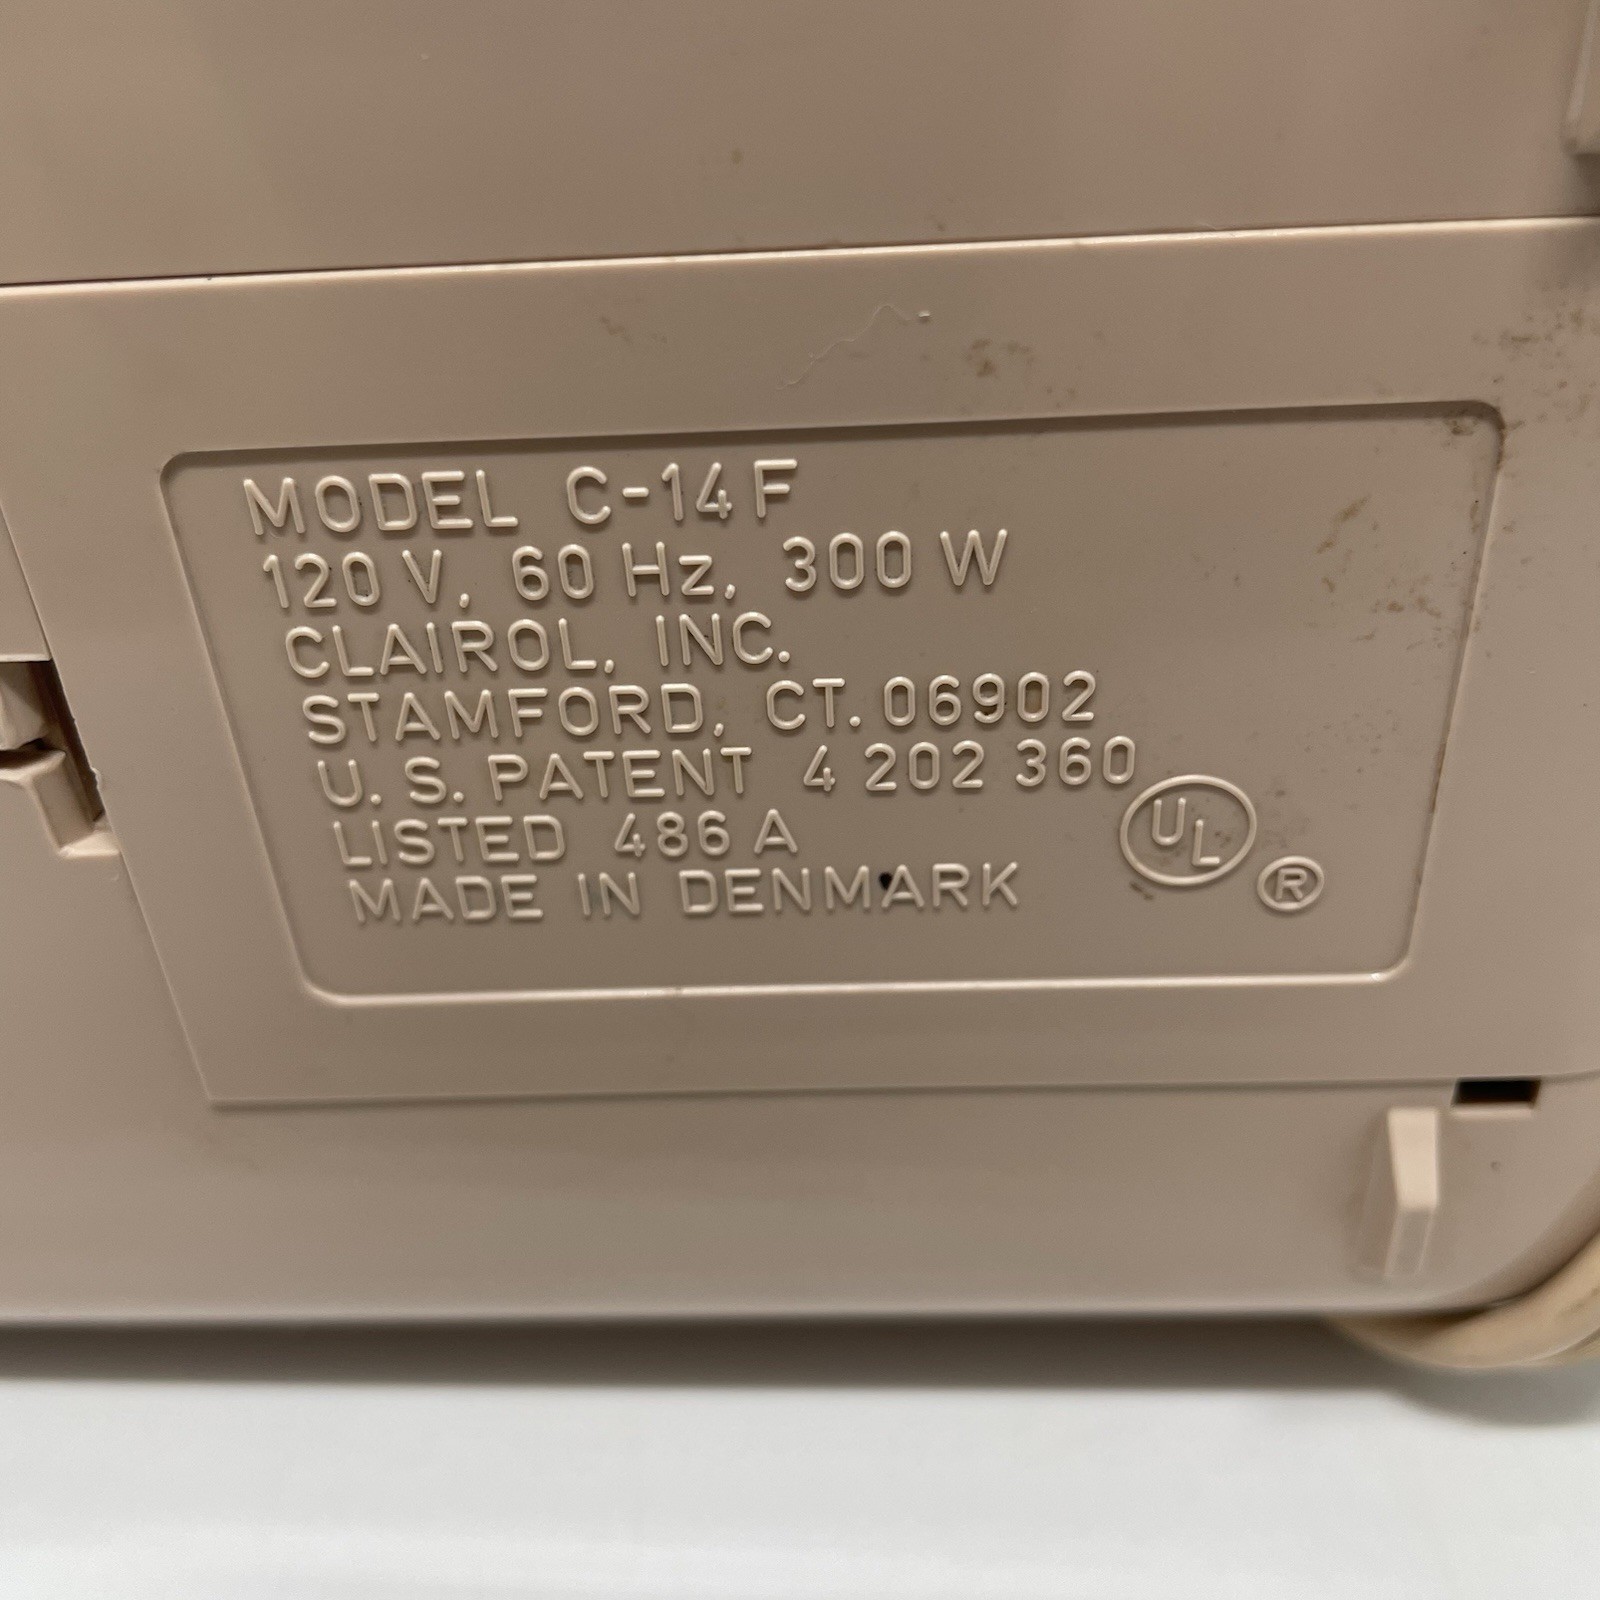 MODEL C-14F
120 V, 60 Hz, 300 W
CLAIROL, INC.
STAMFORD, CT. 06902
U. S. PATENT 4 202 360
LISTED 486 A
MADE IN DENMARK
UL
®